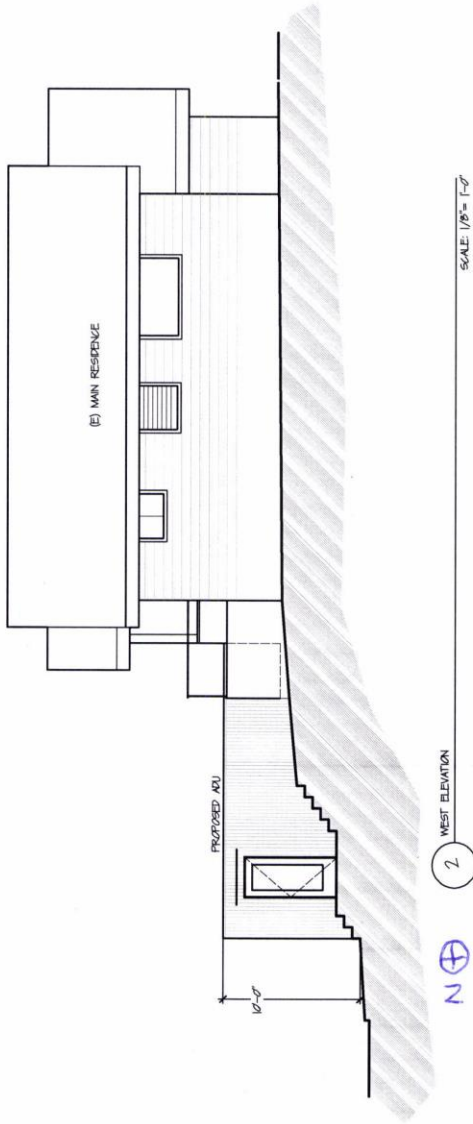 (E) MAIN RESIDENCE
PROPOSED ADU
10'-0"
N
2
WEST ELEVATION
SCALE: 1/8" = 1'-0"